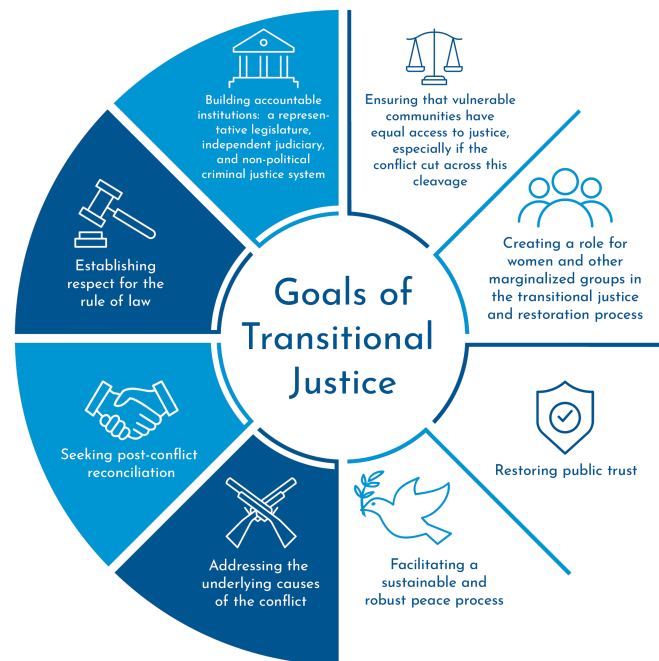 Goals of
Transitional
Justice
Building accountable
institutions: a represen-
tative legislature,
independent judiciary,
and non-political
criminal justice system
Ensuring that vulnerable
communities have
equal access to justice,
especially if the
conflict cut across this
cleavage
Creating a role for
women and other
marginalized groups in
the transitional justice
and restoration process
Restoring public trust
Facilitating a
sustainable and
robust peace process
Addressing the
underlying causes
of the conflict
Seeking post-conflict
reconciliation
Establishing
respect for the
rule of law